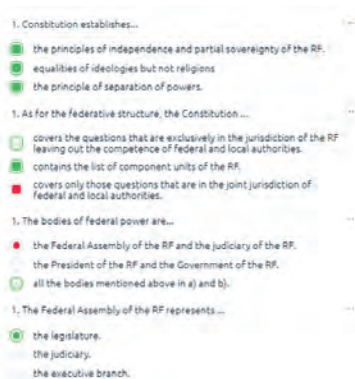 1. Constitution establishes...
the principles of independence and partial sovereignty of the RF.
equalities of ideologies but not religions
the principle of separation of powers.
1. As for the federative structure, the Constitution ...
covers the questions that are exclusively in the jurisdiction of the RF
leaving out the competence of federal and local authorities.
contains the list of component units of the RF.
covers only those questions that are in the joint jurisdiction of
federal and local authorities.
1. The bodies of federal power are...
the Federal Assembly of the RF and the judiciary of the RF.
the President of the RF and the Government of the RF.
all the bodies mentioned above in a) and b).
1. The Federal Assembly of the RF represents ...
the legislature.
the judiciary.
the executive branch.